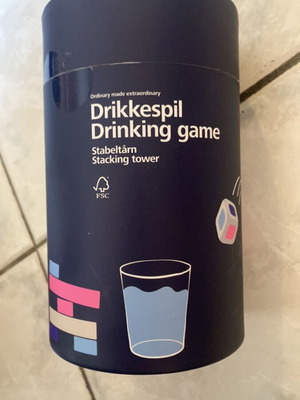 Ordinary made extraordinary
Drikkespil
Drinking game
Stabeltårn
Stacking tower
FSC